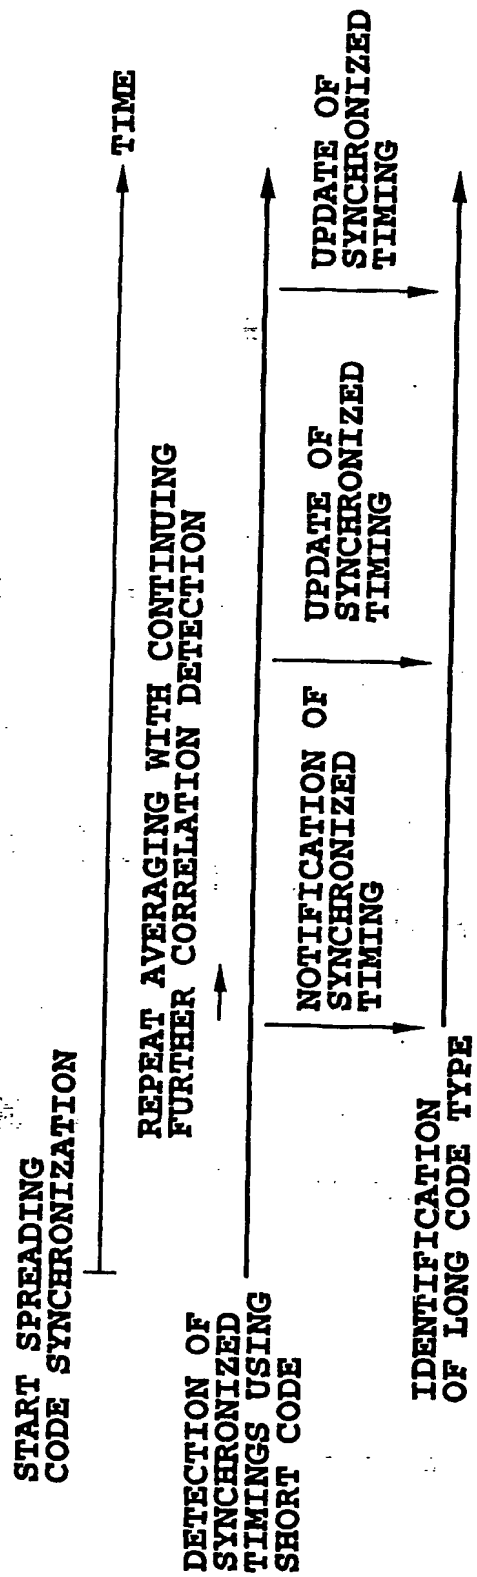 START SPREADING
CODE SYNCHRONIZATION
TIME
REPEAT AVERAGING WITH CONTINUING
FURTHER CORRELATION DETECTION
DETECTION OF
SYNCHRONIZED
TIMINGS USING
SHORT CODE
NOTIFICATION OF
SYNCHRONIZED
TIMING
UPDATE OF
SYNCHRONIZED
TIMING
UPDATE OF
SYNCHRONIZED
TIMING
IDENTIFICATION
OF LONG CODE TYPE